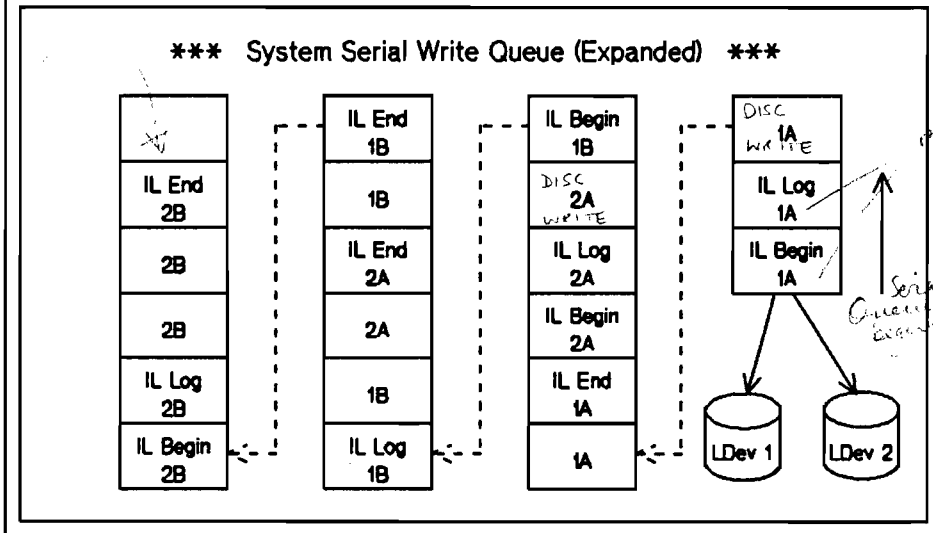 *** System Serial Write Queue (Expanded) ***
IL End
2B
2B
2B
IL Log
2B
IL Begin
2B
IL End
1B
1B
IL End
2A
2A
1B
IL Log
1B
IL Begin
1B
DISC
2A
WRITE
IL Log
2A
IL Begin
2A
IL End
1A
1A
DISC
1A
WRITE
IL Log
1A
IL Begin
1A
LDev 1
LDev 2